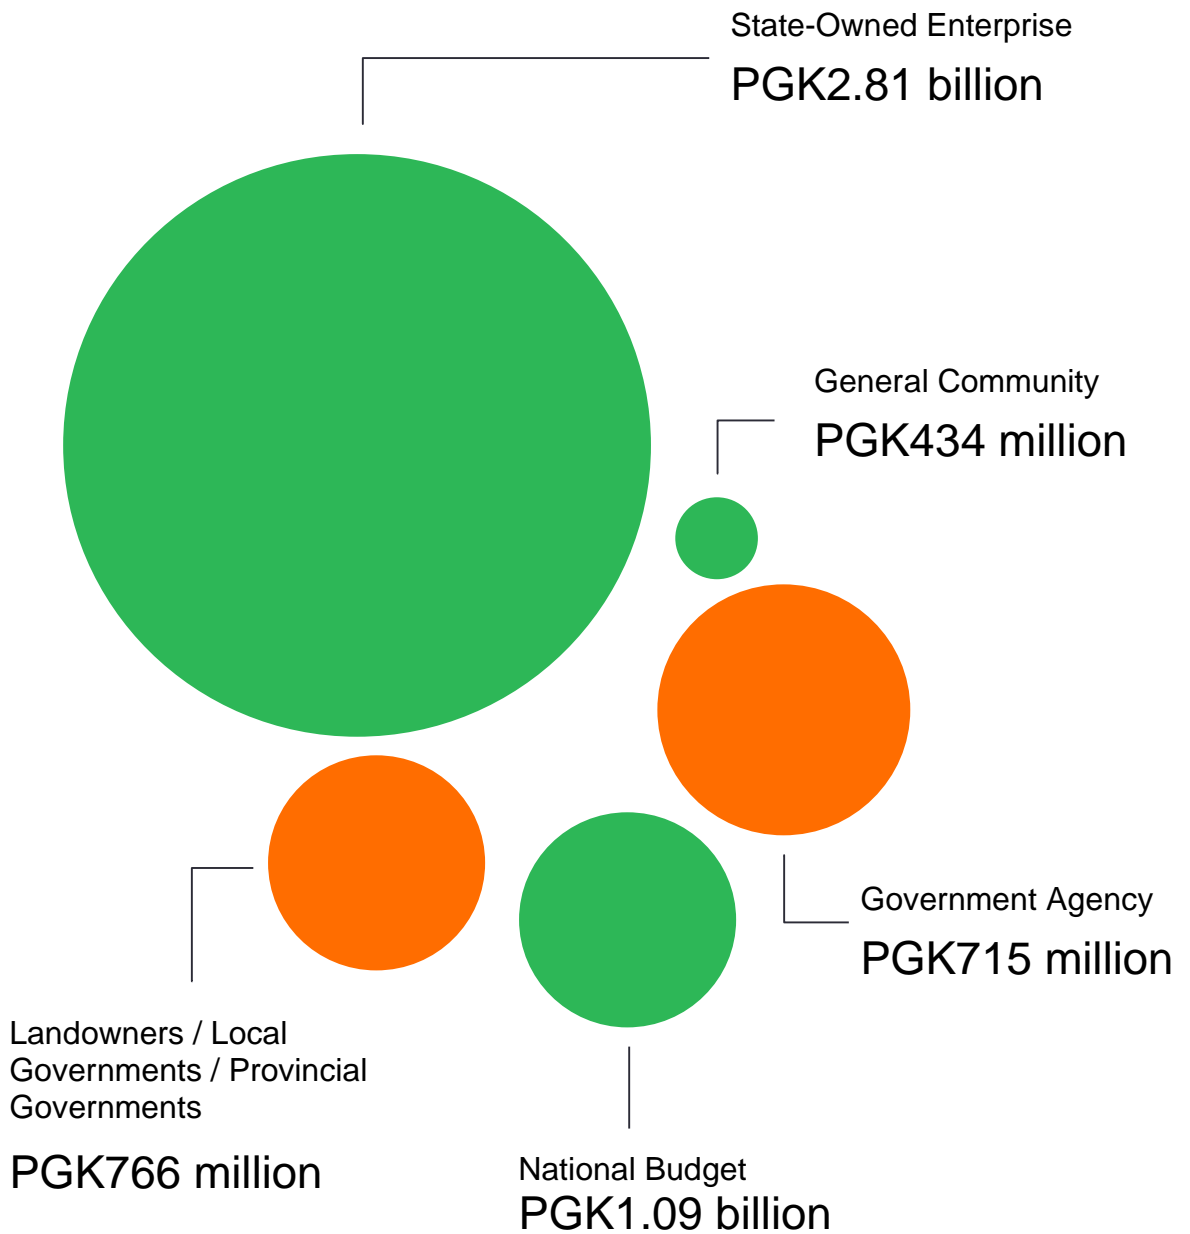 State-Owned Enterprise
PGK2.81 billion
General Community
PGK434 million
Government Agency
PGK715 million
Landowners / Local
Governments / Provincial
Governments
PGK766 million
National Budget
PGK1.09 billion